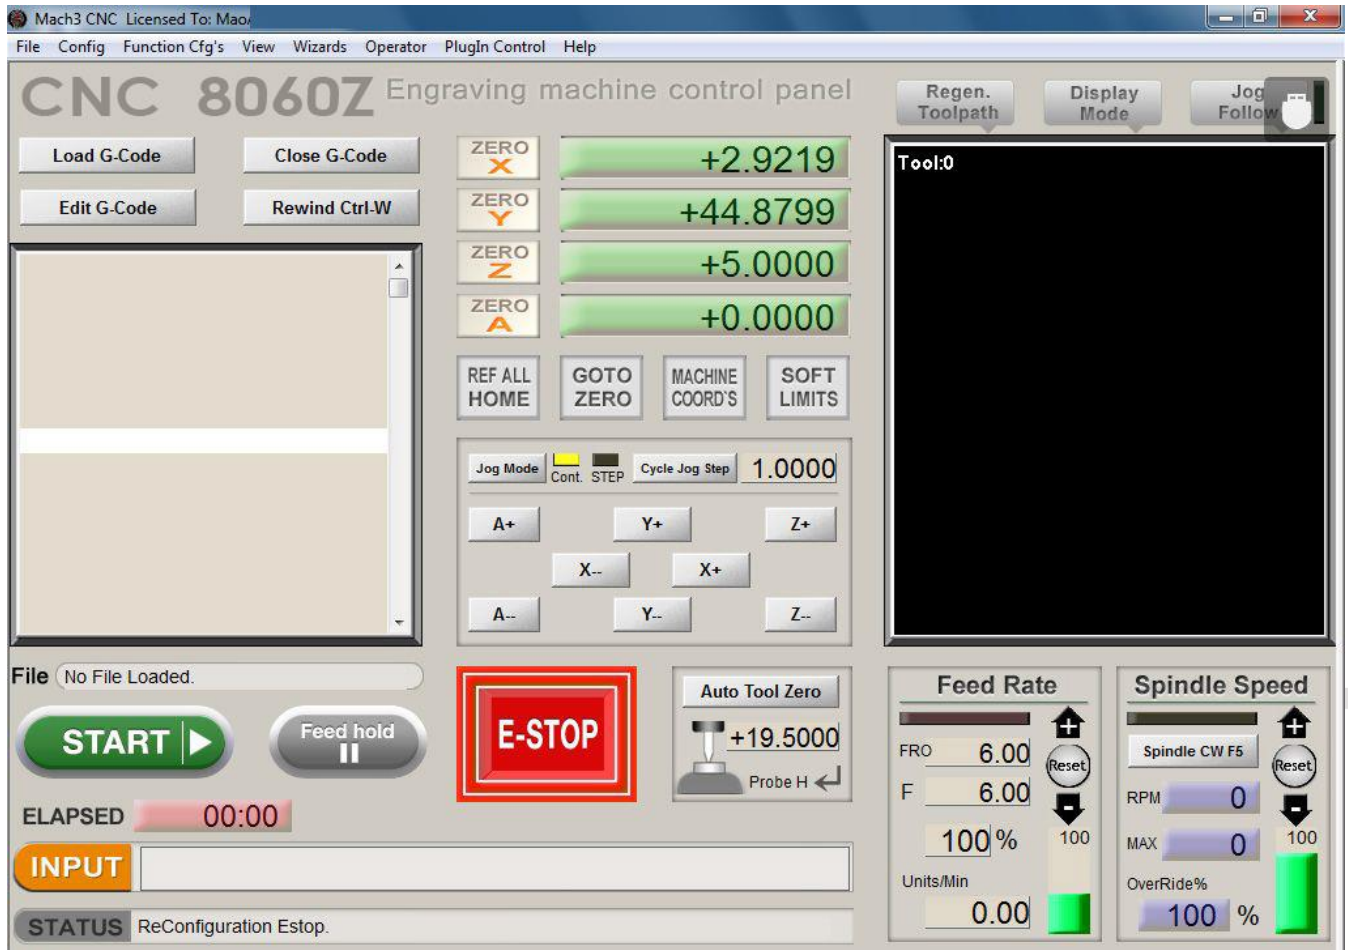 Mach3 CNC Licensed To: Mao
File Config Function Cfg's View Wizards Operator PlugIn Control Help
CNC 8060Z Engraving machine control panel
Regen. Toolpath
Display Mode
Jog Follow
Load G-Code
Close G-Code
Edit G-Code
Rewind Ctrl-W
ZERO X +2.9219
ZERO Y +44.8799
ZERO Z +5.0000
ZERO A +0.0000
Tool:0
REF ALL HOME
GOTO ZERO
MACHINE COORD`S
SOFT LIMITS
Jog Mode
Cont. STEP
Cycle Jog Step
1.0000
A+ Y+ Z+
X-- X+
A-- Y-- Z--
File No File Loaded.
START
Feed hold
E-STOP
Auto Tool Zero
+19.5000
Probe H
ELAPSED 00:00
INPUT
STATUS ReConfiguration Estop.
Feed Rate
FRO 6.00
Reset
F 6.00
100 % 100
Units/Min
0.00
Spindle Speed
Spindle CW F5
Reset
RPM 0
MAX 0 100
OverRide%
100 %